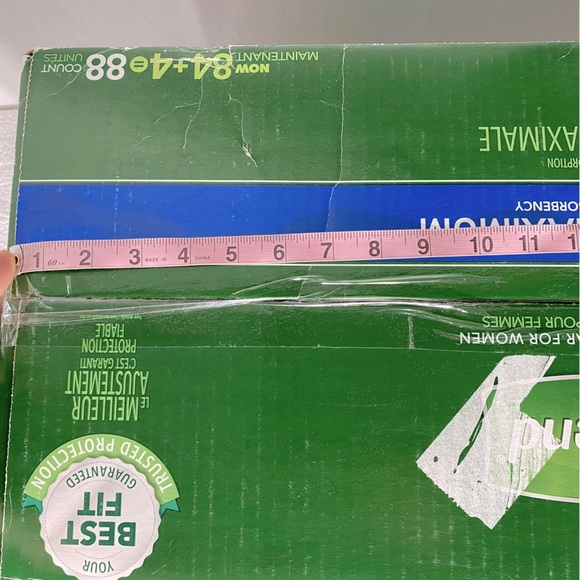 YOUR
BEST
FIT
GUARANTEED
TRUSTED PROTECTION
LE
MEILLEUR
AJUSTEMENT
C'EST GARANTI
PROTECTION
FIABLE
nd®
AR FOR WOMEN
POUR FEMMES
1 2 3 MADE IN 4 CHINA 5 6 7 8 9 10 11 1
60
ORBENCY
AXIMALE
NOW
MAINTENANT
84+4=88
COUNT
UNITÉS